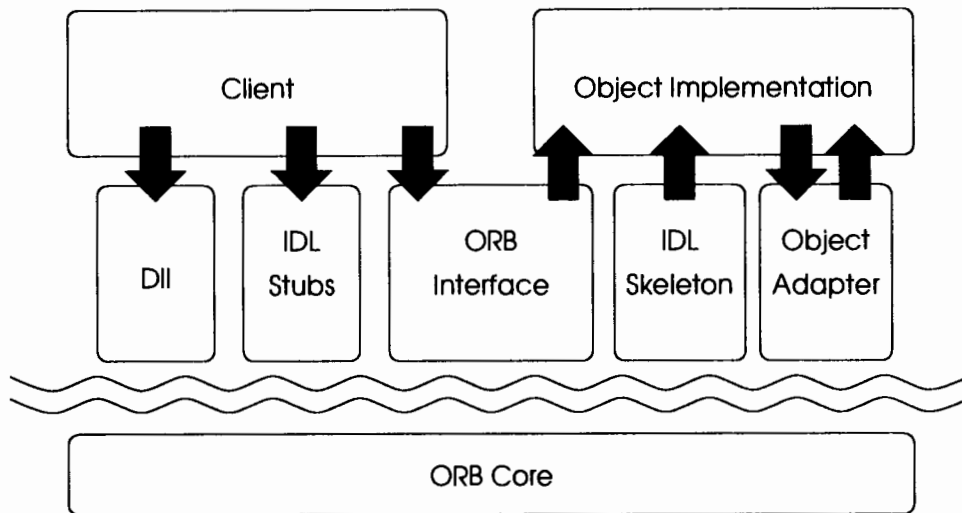 Client
Object Implementation
DII
IDL
Stubs
ORB
Interface
IDL
Skeleton
Object
Adapter
ORB Core